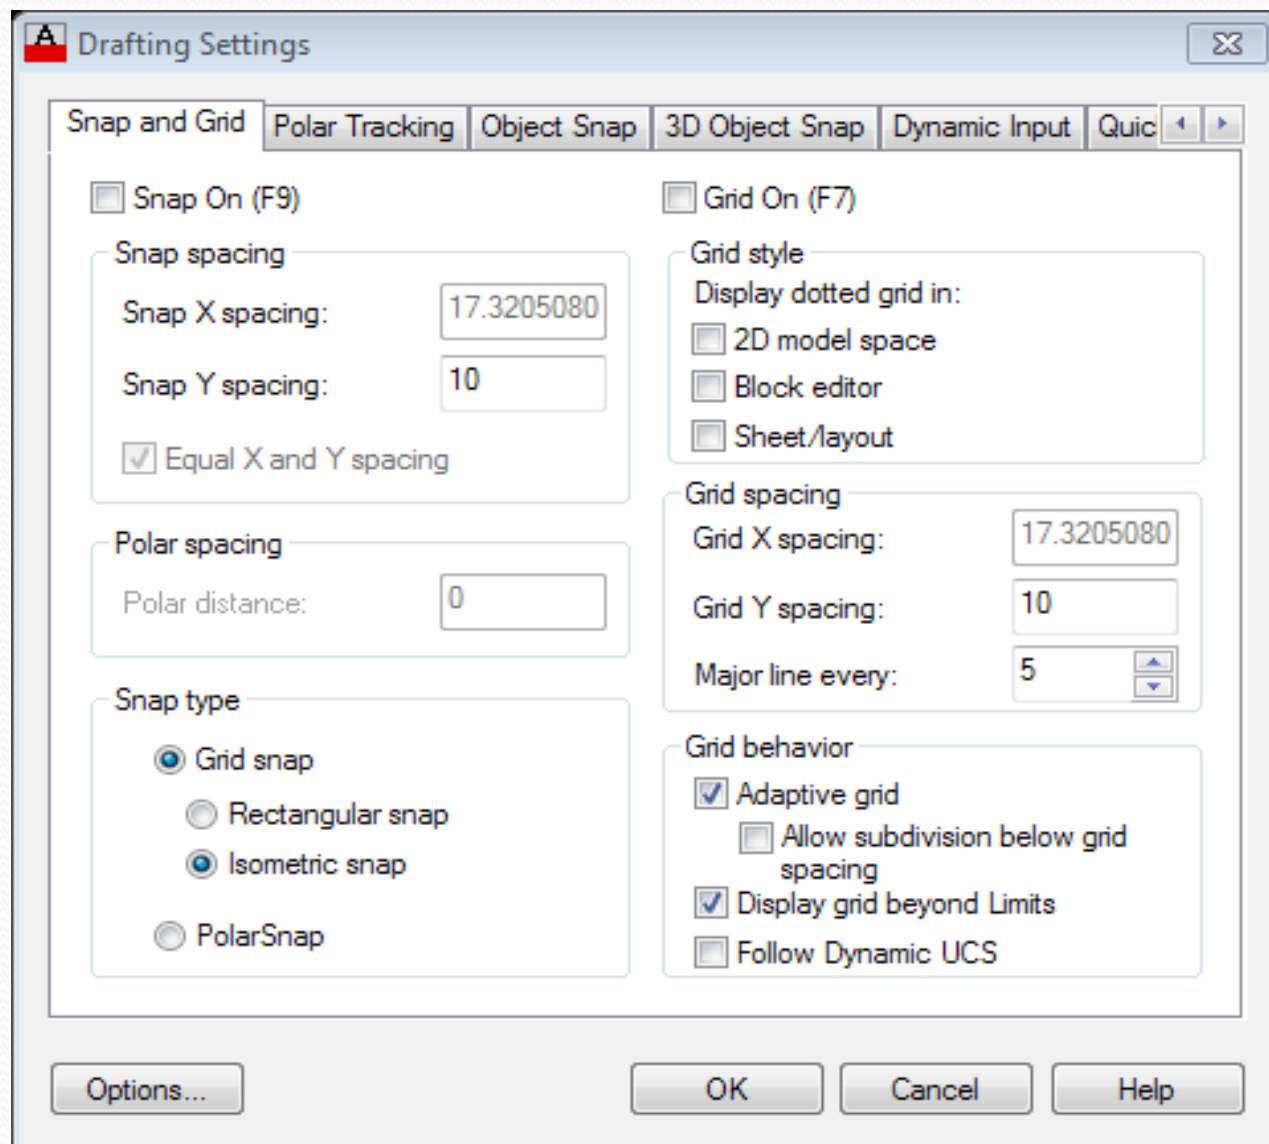 A Drafting Settings
Snap and Grid Polar Tracking Object Snap 3D Object Snap Dynamic Input Quic
Snap On (F9)
Snap spacing
Snap X spacing: 17.3205080
Snap Y spacing: 10
Equal X and Y spacing
Polar spacing
Polar distance: 0
Snap type
Grid snap
Rectangular snap
Isometric snap
PolarSnap
Grid On (F7)
Grid style
Display dotted grid in:
2D model space
Block editor
Sheet/layout
Grid spacing
Grid X spacing: 17.3205080
Grid Y spacing: 10
Major line every: 5
Grid behavior
Adaptive grid
Allow subdivision below grid
spacing
Display grid beyond Limits
Follow Dynamic UCS
Options... OK Cancel Help